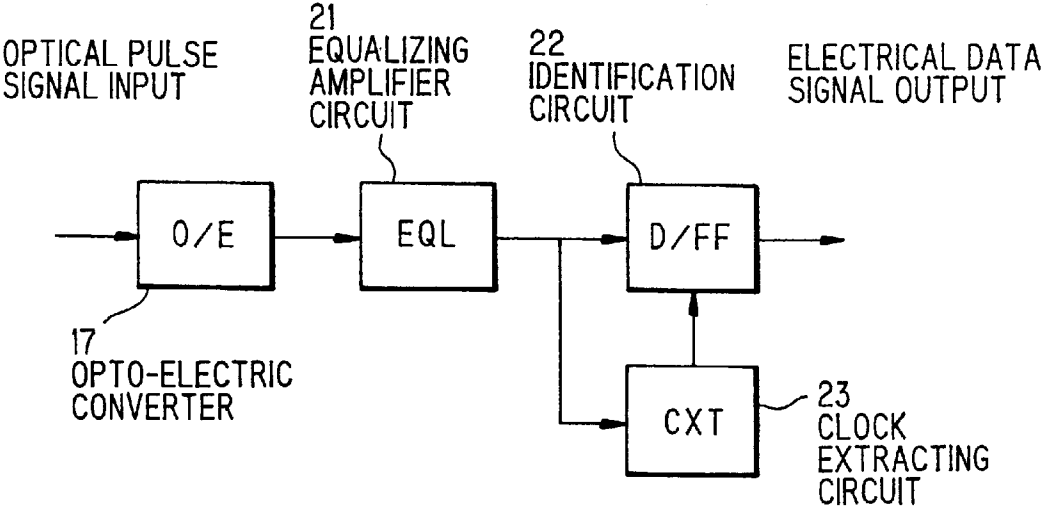 OPTICAL PULSE
SIGNAL INPUT
21
EQUALIZING
AMPLIFIER
CIRCUIT
22
IDENTIFICATION
CIRCUIT
ELECTRICAL DATA
SIGNAL OUTPUT
O/E
EQL
D/FF
17
OPTO-ELECTRIC
CONVERTER
CXT
23
CLOCK
EXTRACTING
CIRCUIT